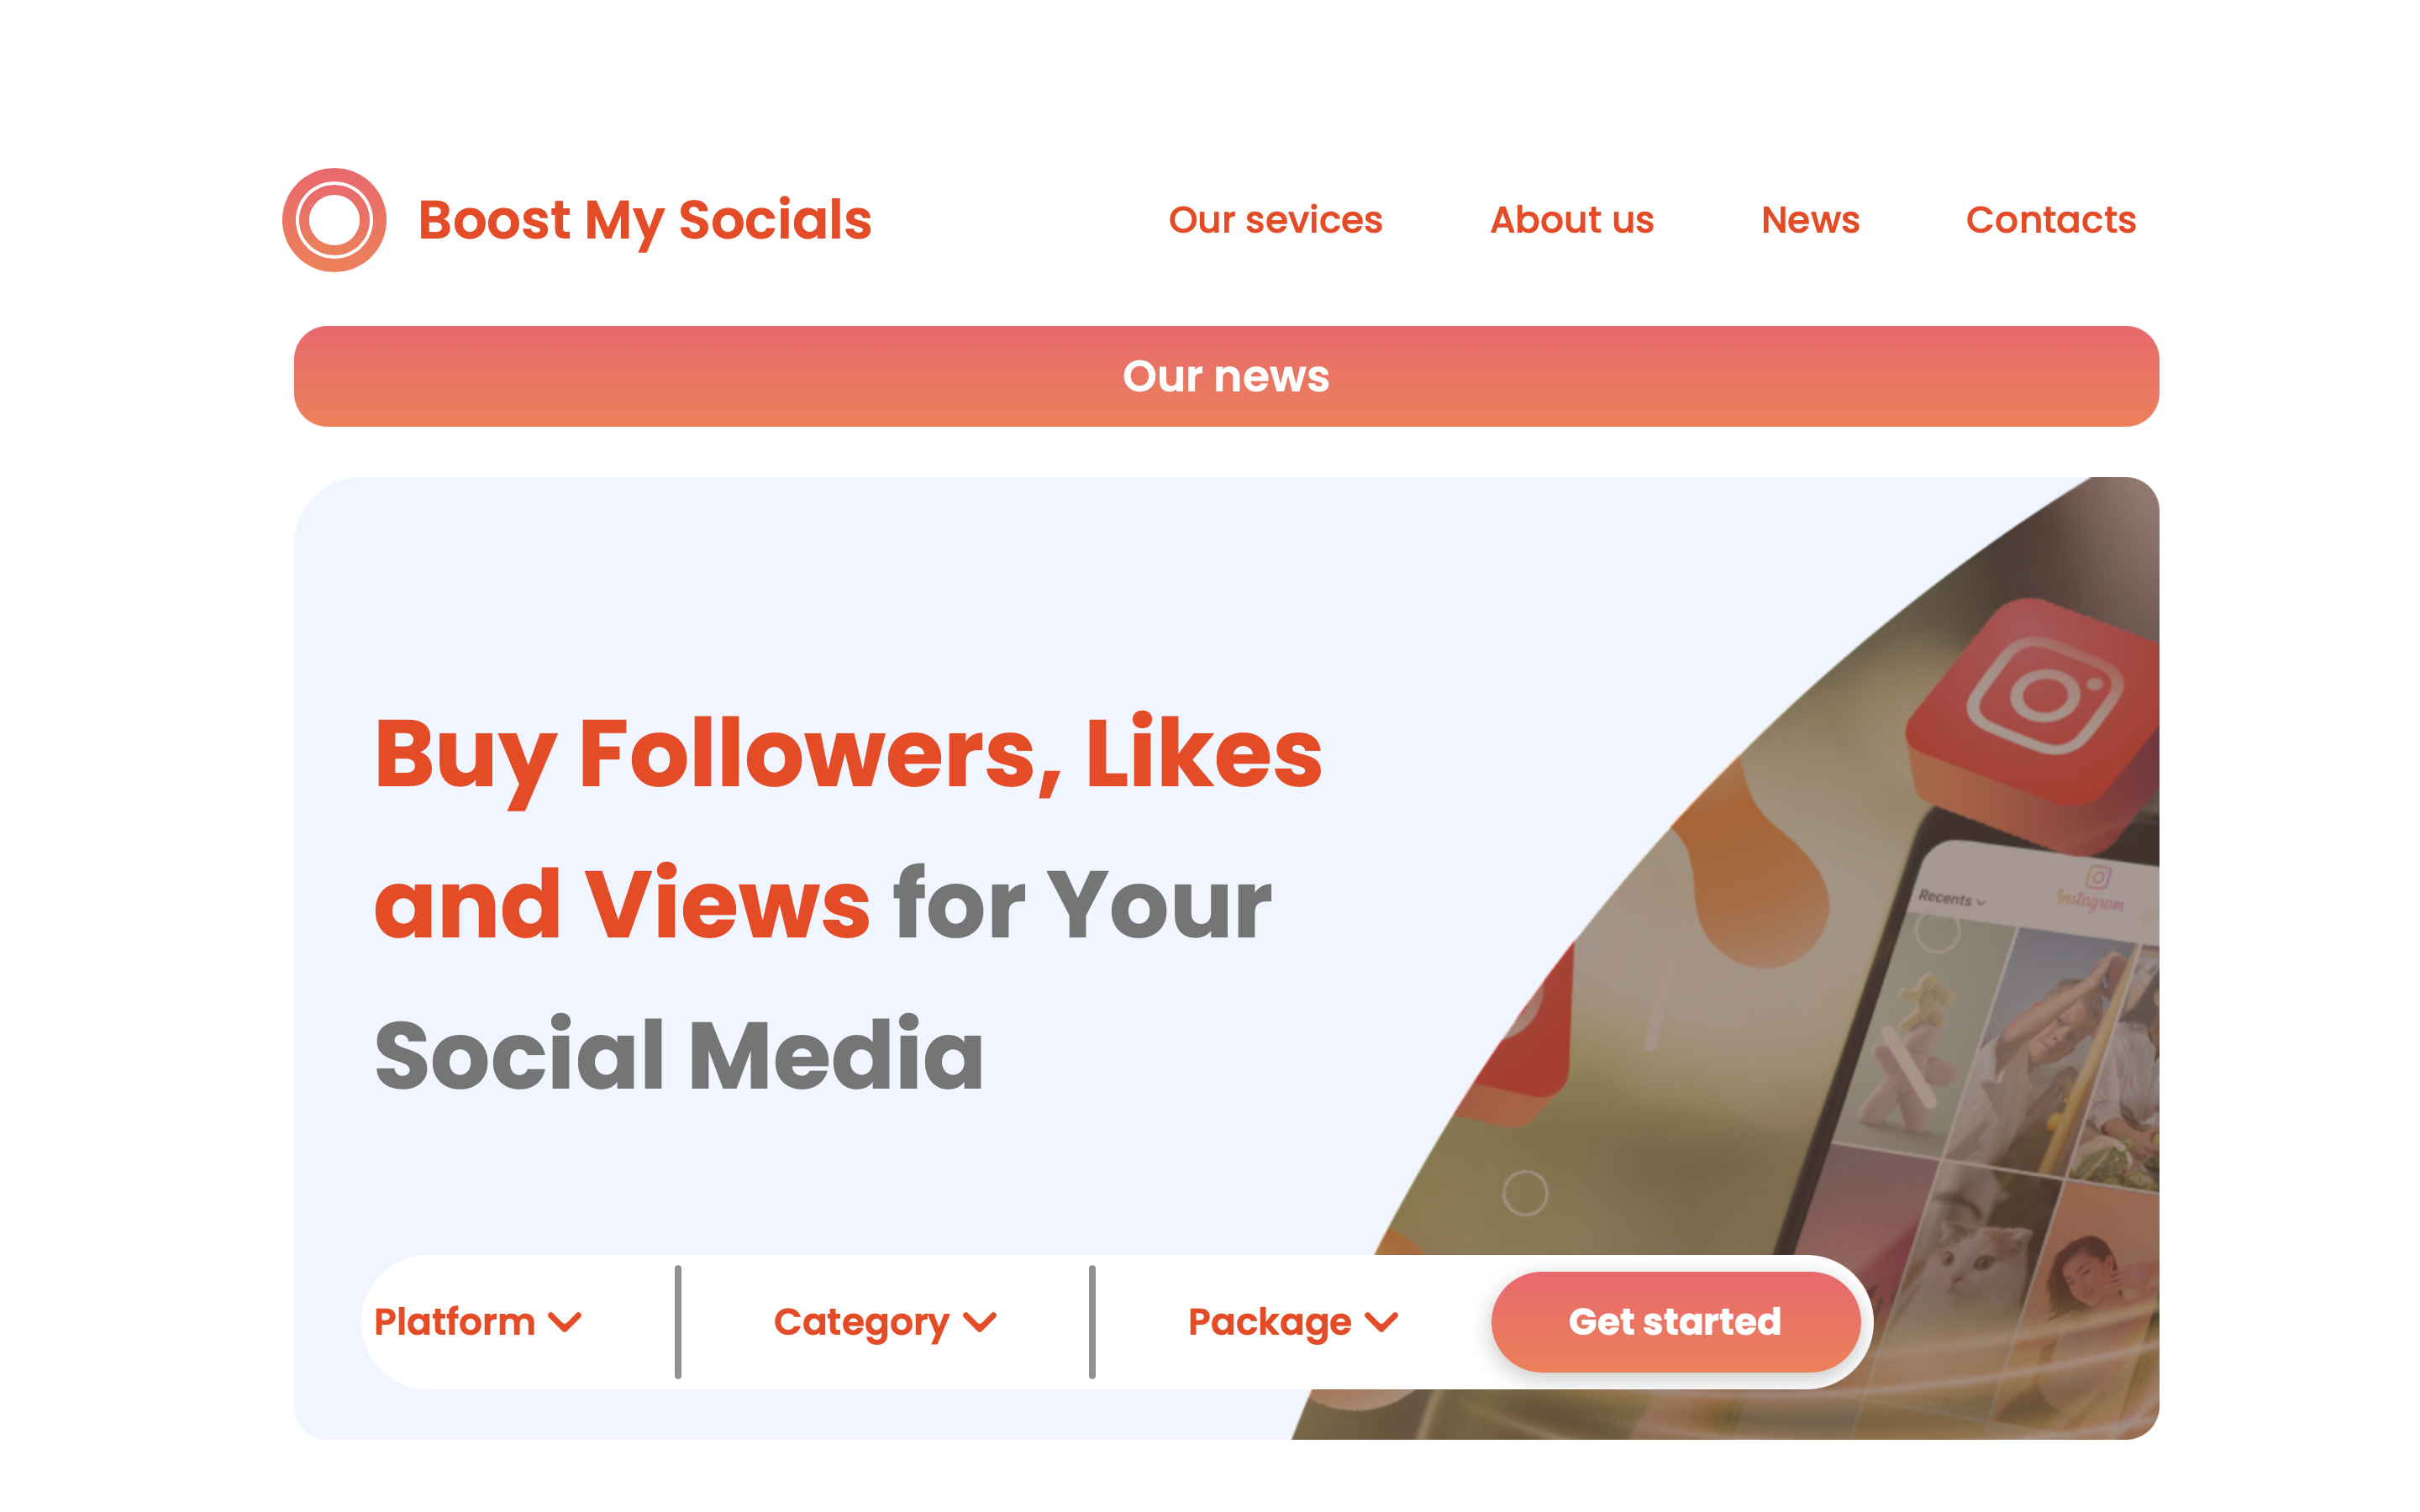 Boost My Socials
Our sevices
About us
News
Contacts
Our news
Buy Followers, Likes
and Views for Your
Social Media
Recents
Instagram
Platform
Category
Package
Get started